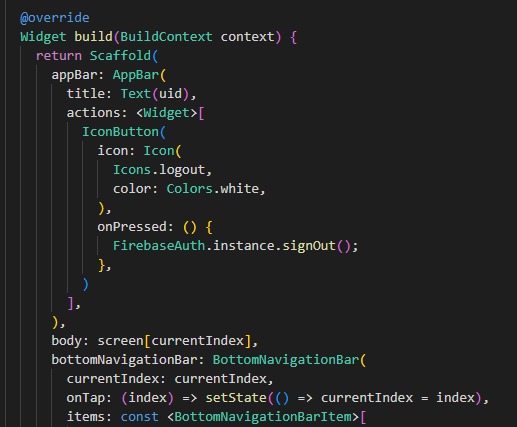 @override
Widget build(BuildContext context) {
return Scaffold(
appBar: AppBar(
title: Text(uid),
actions: <Widget>[
IconButton(
icon: Icon(
Icons.logout,
color: Colors.white,
),
onPressed: () {
FirebaseAuth.instance.signOut();
},
)
],
),
body: screen[currentIndex],
bottomNavigationBar: BottomNavigationBar(
currentIndex: currentIndex,
onTap: (index) => setState(() => currentIndex = index),
items: const <BottomNavigationBarItem>[